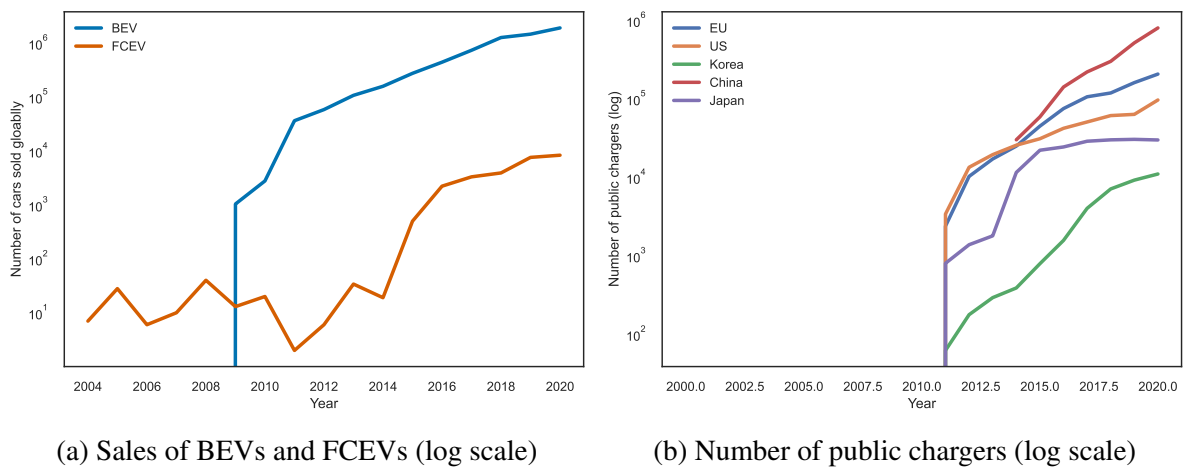 BEV
FCEV
10^6
10^5
10^4
10^3
10^2
10^1
Number of cars sold gloablly
2004 2006 2008 2010 2012 2014 2016 2018 2020
Year
(a) Sales of BEVs and FCEVs (log scale)
EU
US
Korea
China
Japan
10^6
10^5
10^4
10^3
10^2
Number of public chargers (log)
2000.0 2002.5 2005.0 2007.5 2010.0 2012.5 2015.0 2017.5 2020.0
Year
(b) Number of public chargers (log scale)